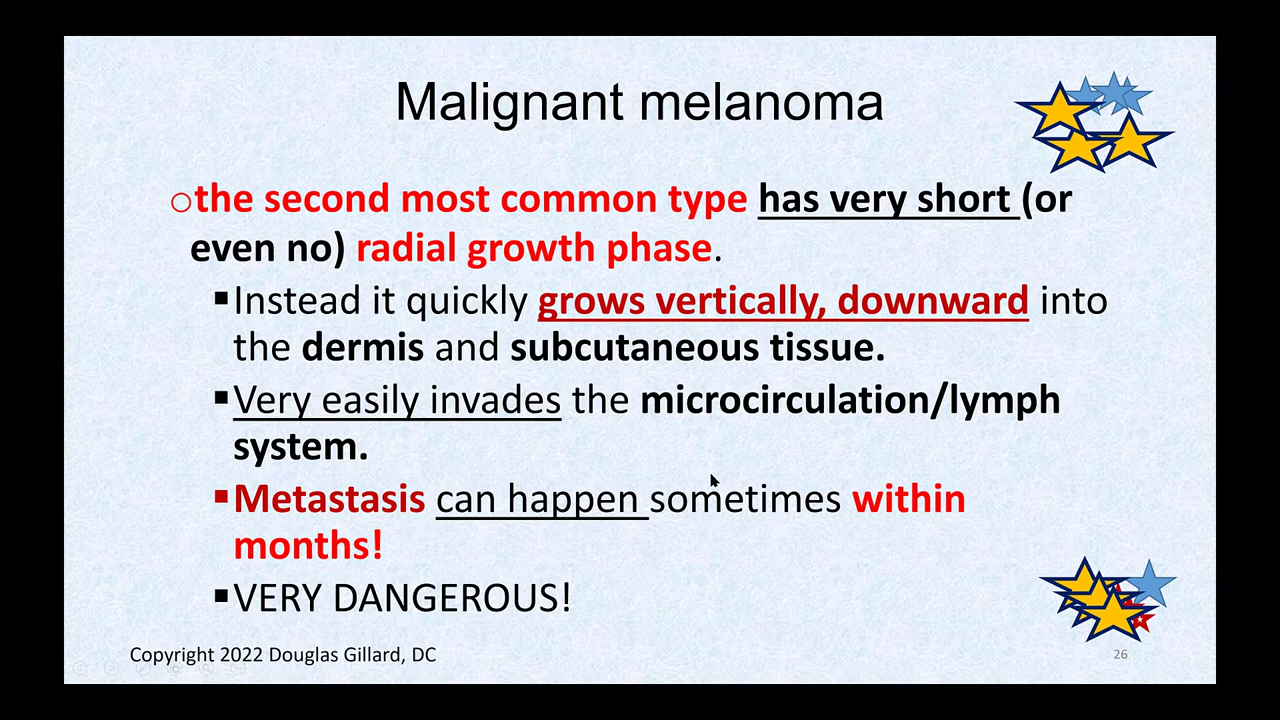 Malignant melanoma
the second most common type has very short (or
even no) radial growth phase.
Instead it quickly grows vertically, downward into
the dermis and subcutaneous tissue.
Very easily invades the microcirculation/lymph
system.
Metastasis can happen sometimes within
months!
VERY DANGEROUS!
Copyright 2022 Douglas Gillard, DC
26